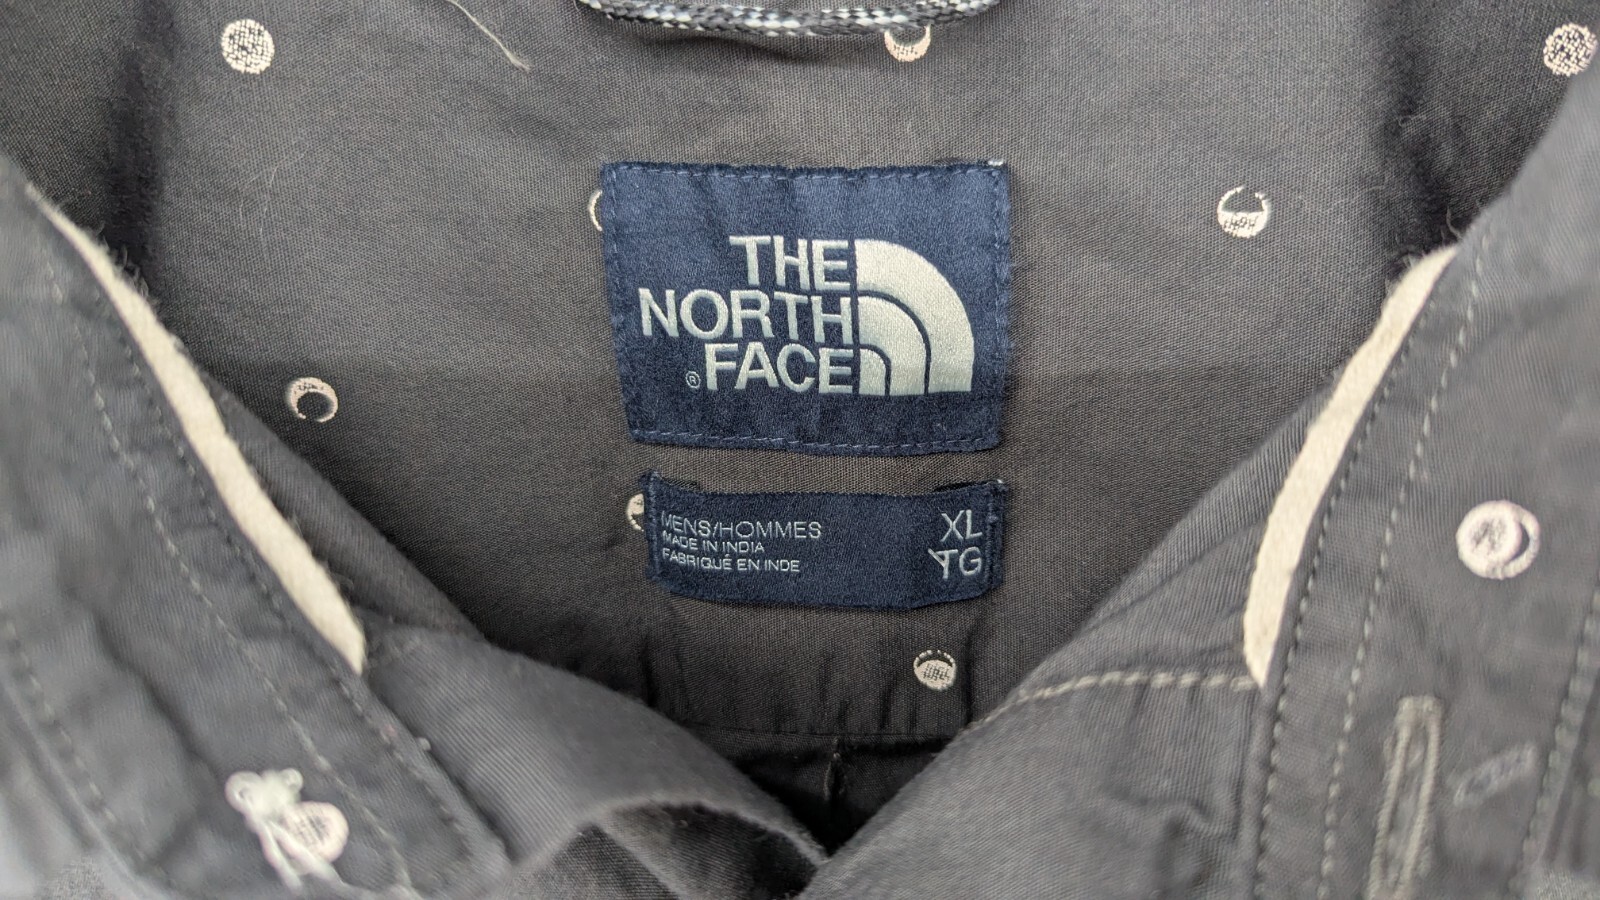 THE
NORTH
FACE
®
MENS/HOMMES
MADE IN INDIA
FABRIQUÉ EN INDE
XL
TG